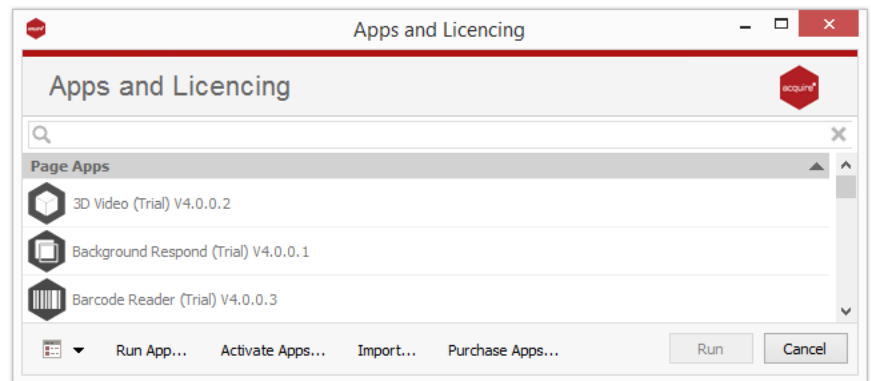 acquire
Apps and Licencing
Apps and Licencing
acquire
Page Apps
3D Video (Trial) V4.0.0.2
Background Respond (Trial) V4.0.0.1
Barcode Reader (Trial) V4.0.0.3
Run App... Activate Apps... Import... Purchase Apps... Run Cancel